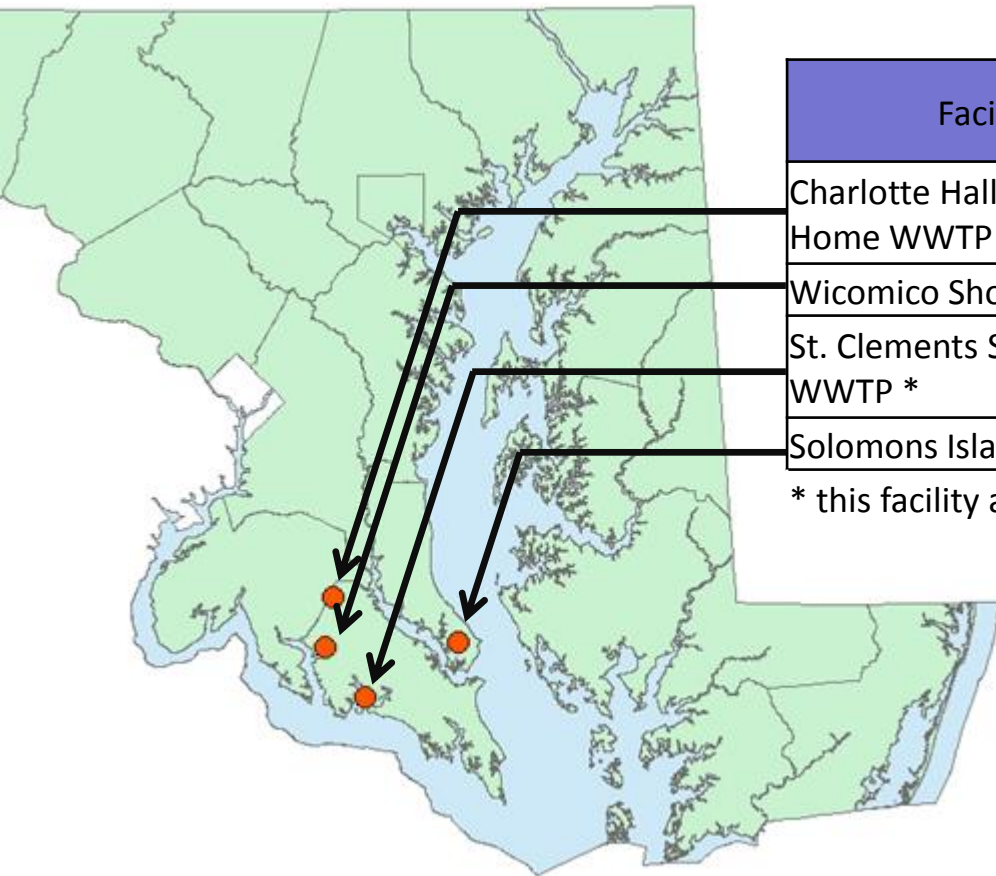 Faci
Charlotte Hall
Home WWTP
Wicomico Sho
St. Clements S
WWTP *
Solomons Isla
* this facility a